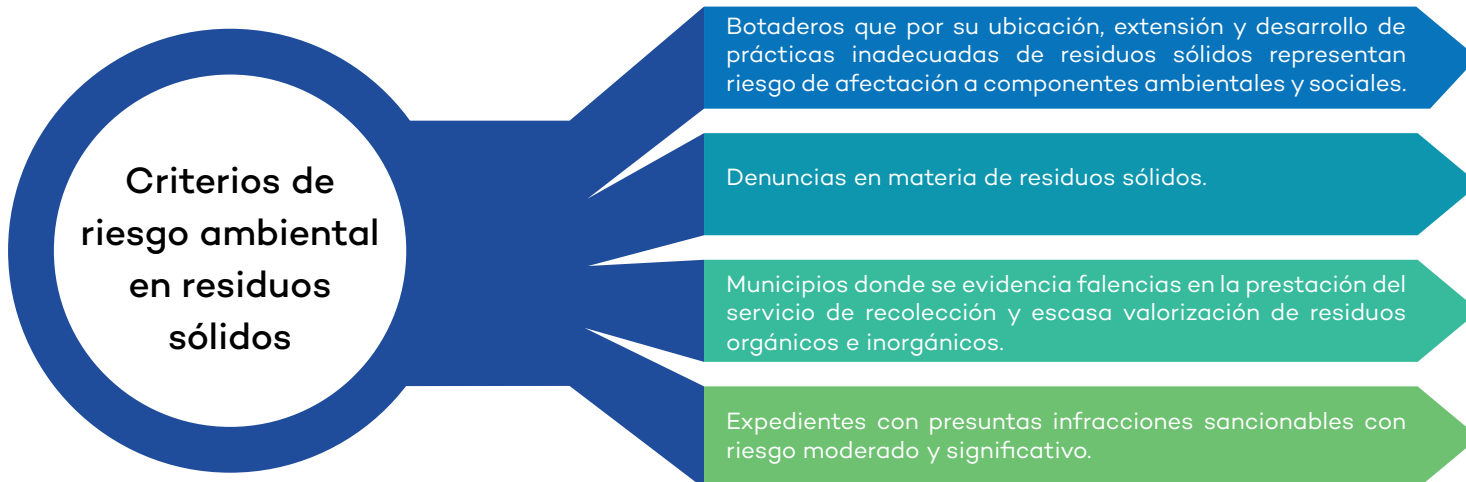 Criterios de
riesgo ambiental
en residuos
sólidos
Botaderos que por su ubicación, extensión y desarrollo de
prácticas inadecuadas de residuos sólidos representan
riesgo de afectación a componentes ambientales y sociales.
Denuncias en materia de residuos sólidos.
Municipios donde se evidencia falencias en la prestación del
servicio de recolección y escasa valorización de residuos
orgánicos e inorgánicos.
Expedientes con presuntas infracciones sancionables con
riesgo moderado y significativo.